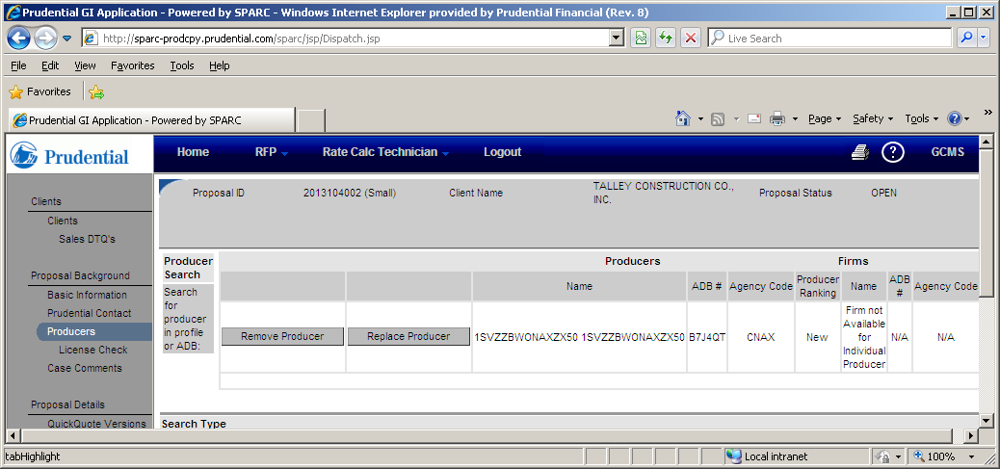 Prudential GI Application - Powered by SPARC - Windows Internet Explorer provided by Prudential Financial (Rev. 8)
http://sparc-prodcpy.prudential.com/sparc/jsp/Dispatch.jsp
Live Search
File Edit View Favorites Tools Help
Favorites
Prudential GI Application - Powered by SPARC
Page Safety Tools
Prudential
Home RFP Rate Calc Technician Logout GCMS
Proposal ID 2013104002 (Small) Client Name TALLEY CONSTRUCTION CO., INC. Proposal Status OPEN
Clients
Clients
Sales DTQ's
Proposal Background
Basic Information
Prudential Contact
Producers
License Check
Case Comments
Proposal Details
QuickQuote Versions
Producer
Search
Search
for
producer
in profile
or ADB:
Producers Firms
Name ADB # Agency Code Producer Ranking Name ADB # Agency Code
Remove Producer Replace Producer 1SVZZBWONAXZX50 1SVZZBWONAXZX50 B7J4QT CNAX New Firm not Available for Individual Producer N/A N/A
Search Type
tabHighlight Local intranet 100%